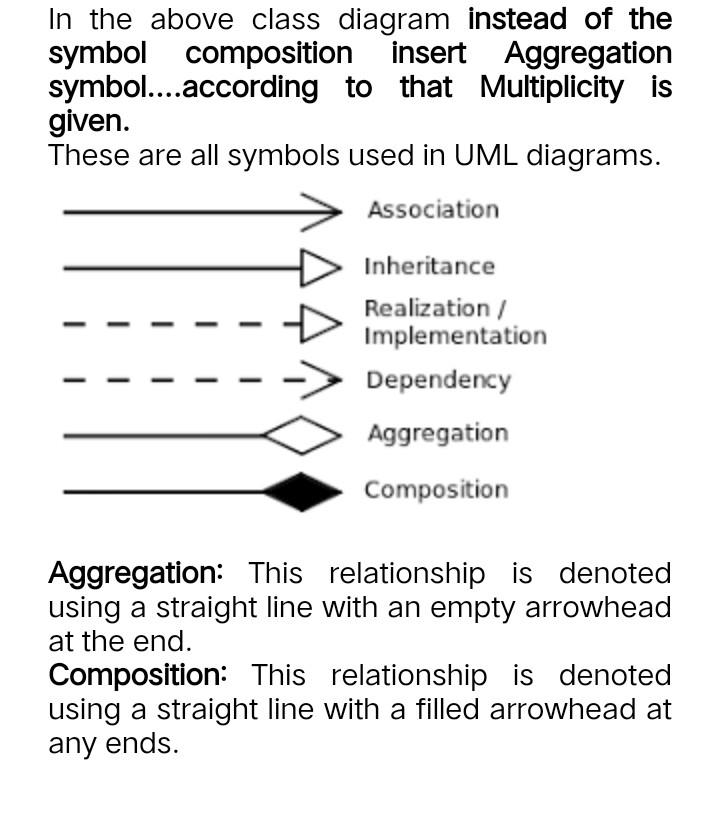 In the above class diagram instead of the
symbol composition insert Aggregation
symbol....according to that Multiplicity is
given.
These are all symbols used in UML diagrams.
Association
Inheritance
Realization /
Implementation
Dependency
Aggregation
Composition
Aggregation: This relationship is denoted
using a straight line with an empty arrowhead
at the end.
Composition: This relationship is denoted
using a straight line with a filled arrowhead at
any ends.